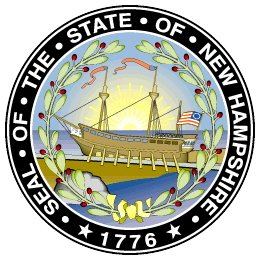 • SEAL • OF • THE • STATE • OF • NEW HAMPSHIRE •
★ 1776 ★